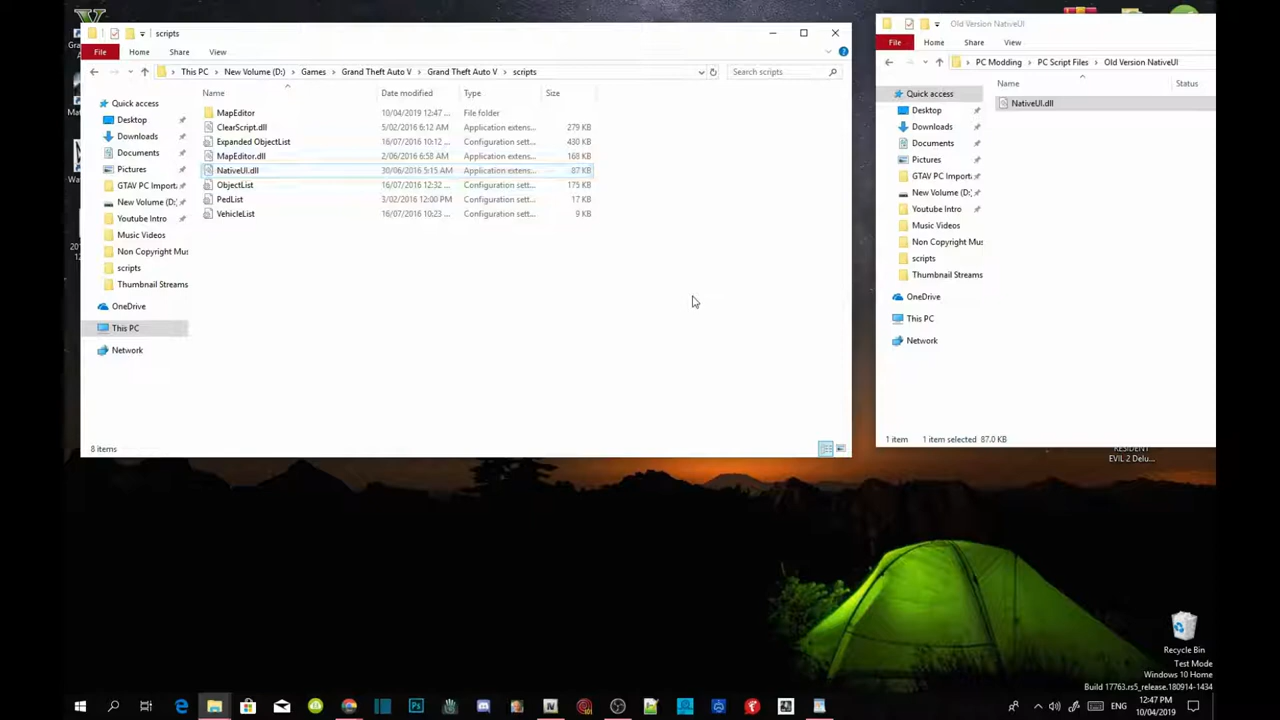 scripts
File Home Share View
This PC New Volume (D:) Games Grand Theft Auto V Grand Theft Auto V scripts
Search scripts
Name Date modified Type Size
Quick access
Desktop
Downloads
Documents
Pictures
GTAV PC Import
New Volume (D:
Youtube Intro
Music Videos
Non Copyright Mus
scripts
Thumbnail Streams
OneDrive
This PC
Network
MapEditor 10/04/2019 12:47 ... File folder
ClearScript.dll 5/02/2016 6:12 AM Application extens... 279 KB
Expanded ObjectList 16/07/2016 10:12 ... Configuration sett... 430 KB
MapEditor.dll 2/06/2016 6:58 AM Application extens... 168 KB
NativeUI.dll 30/06/2016 5:15 AM Application extens... 87 KB
ObjectList 16/07/2016 12:32 ... Configuration sett... 175 KB
PedList 3/02/2016 12:00 PM Configuration sett... 17 KB
VehicleList 16/07/2016 10:23 ... Configuration sett... 9 KB
8 items
Old Version NativeUI
File Home Share View
PC Modding PC Script Files Old Version NativeUI
Name Status
Quick access
Desktop
Downloads
Documents
Pictures
GTAV PC Import
New Volume (D:
Youtube Intro
Music Videos
Non Copyright Mus
scripts
Thumbnail Streams
OneDrive
This PC
Network
NativeUI.dll
1 item 1 item selected 87.0 KB
RESIDENT
EVIL 2 Delu...
Recycle Bin
Test Mode
Windows 10 Home
Build 17763.rs5_release.180914-1434
ENG
12:47 PM
10/04/2019